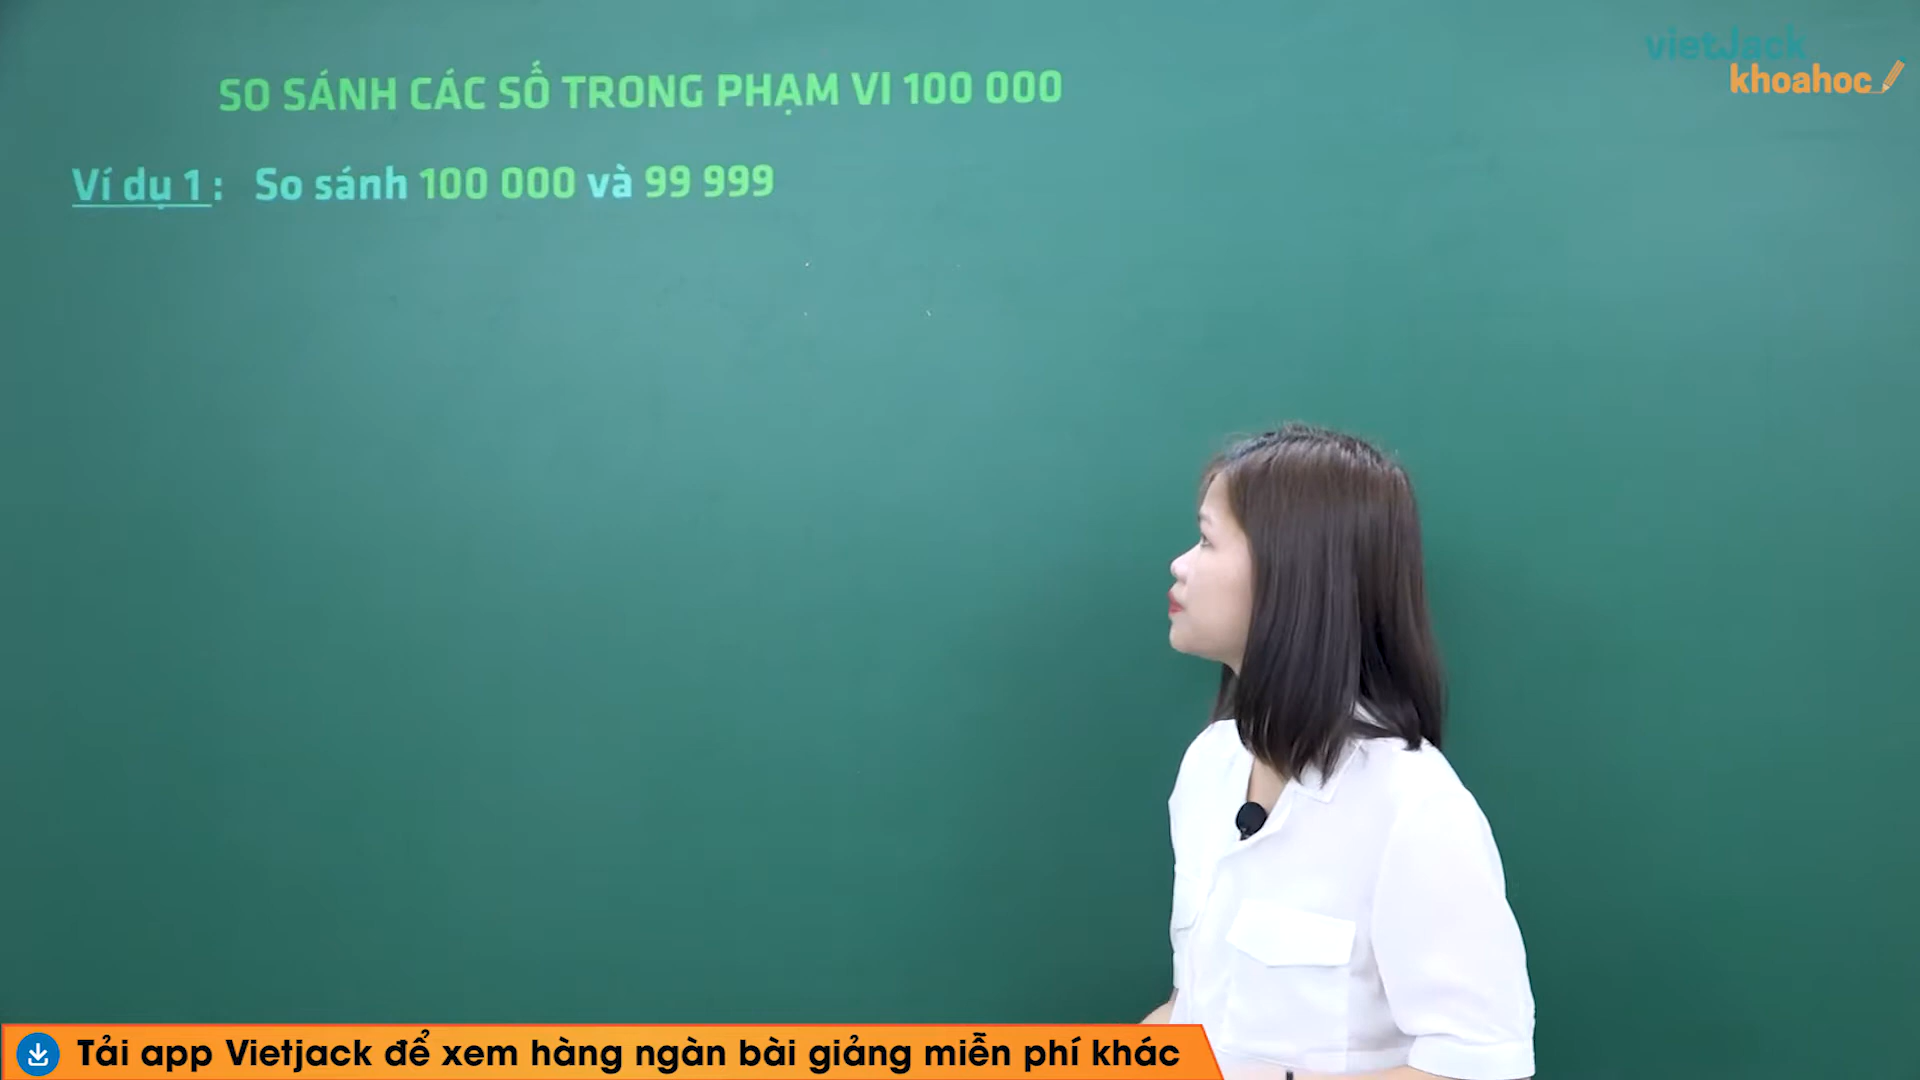 vietJack
khoahoc
SO SÁNH CÁC SỐ TRONG PHẠM VI 100 000
Ví dụ 1 : So sánh 100 000 và 99 999
Tải app Vietjack để xem hàng ngàn bài giảng miễn phí khác